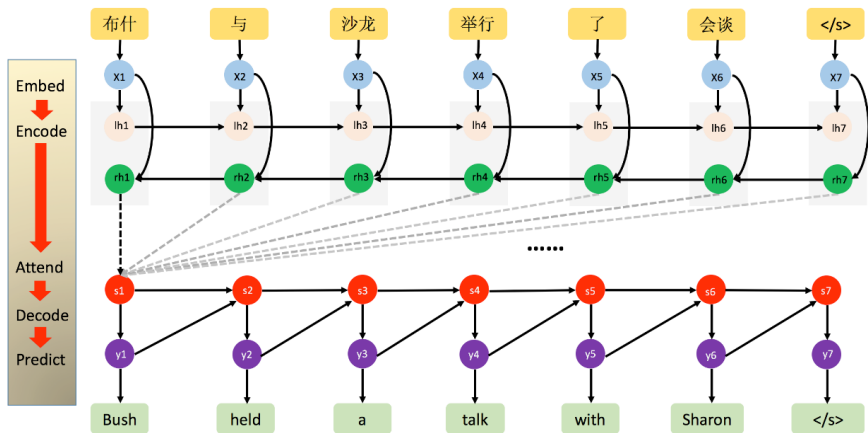 布什 与 沙龙 举行 了 会谈 </s>
X1 X2 X3 X4 X5 X6 X7
Embed
lh1 lh2 lh3 lh4 lh5 lh6 lh7
Encode
rh1 rh2 rh3 rh4 rh5 rh6 rh7
......
Attend
s1 s2 s3 s4 s5 s6 s7
Decode
y1 y2 y3 y4 y5 y6 y7
Predict
Bush held a talk with Sharon </s>